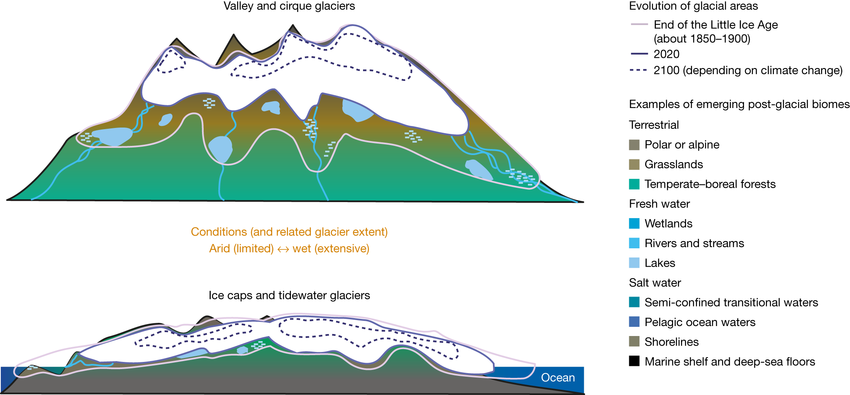 Valley and cirque glaciers
Conditions (and related glacier extent)
Arid (limited) ↔ wet (extensive)
Ice caps and tidewater glaciers
Ocean
Evolution of glacial areas
End of the Little Ice Age
(about 1850–1900)
2020
2100 (depending on climate change)
Examples of emerging post-glacial biomes
Terrestrial
Polar or alpine
Grasslands
Temperate–boreal forests
Fresh water
Wetlands
Rivers and streams
Lakes
Salt water
Semi-confined transitional waters
Pelagic ocean waters
Shorelines
Marine shelf and deep-sea floors